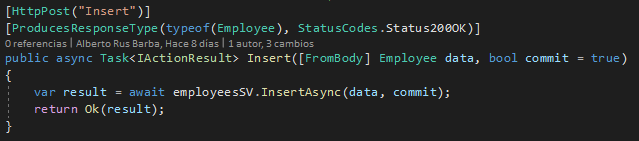 [HttpPost("Insert")]
[ProducesResponseType(typeof(Employee), StatusCodes.Status200OK)]
0 referencias | Alberto Rus Barba, Hace 8 días | 1 autor, 3 cambios
public async Task<IActionResult> Insert([FromBody] Employee data, bool commit = true)
{
    var result = await employeesSV.InsertAsync(data, commit);
    return Ok(result);
}